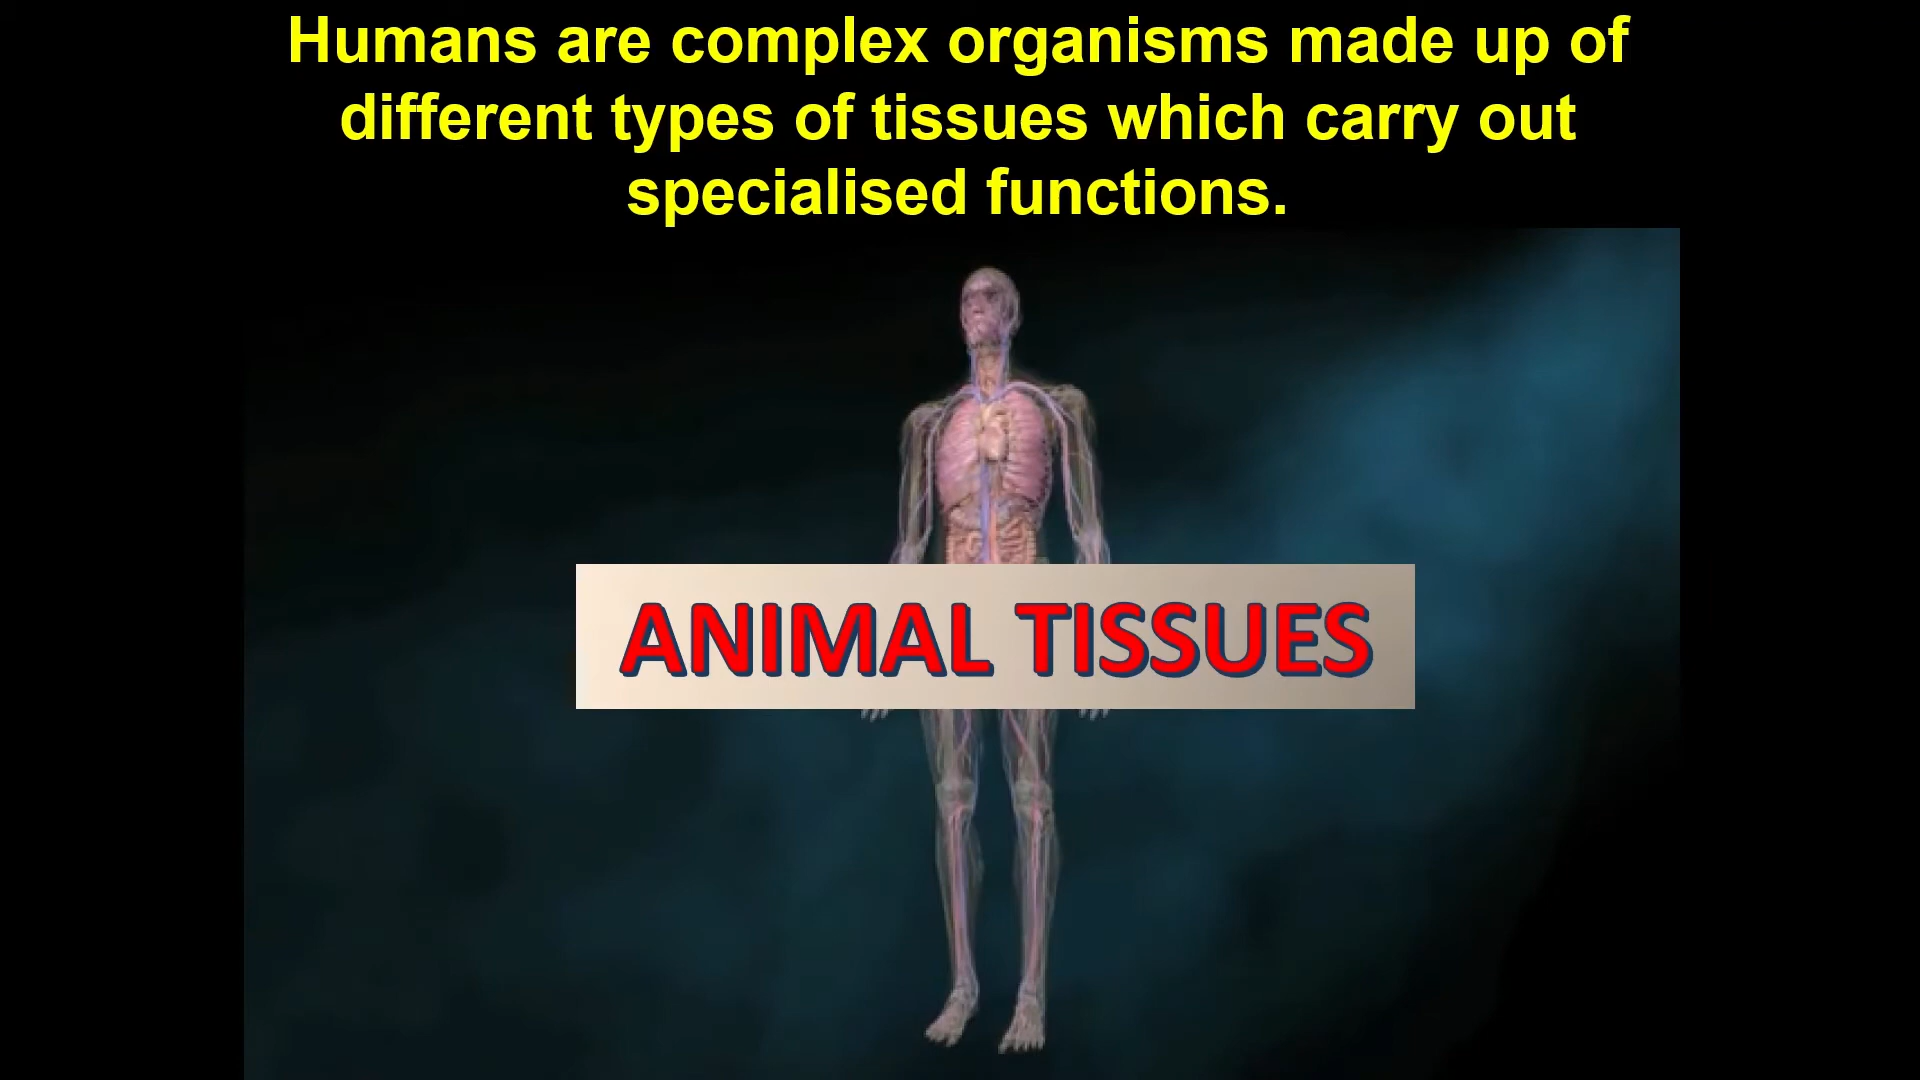 Humans are complex organisms made up of
different types of tissues which carry out
specialised functions.
ANIMAL TISSUES